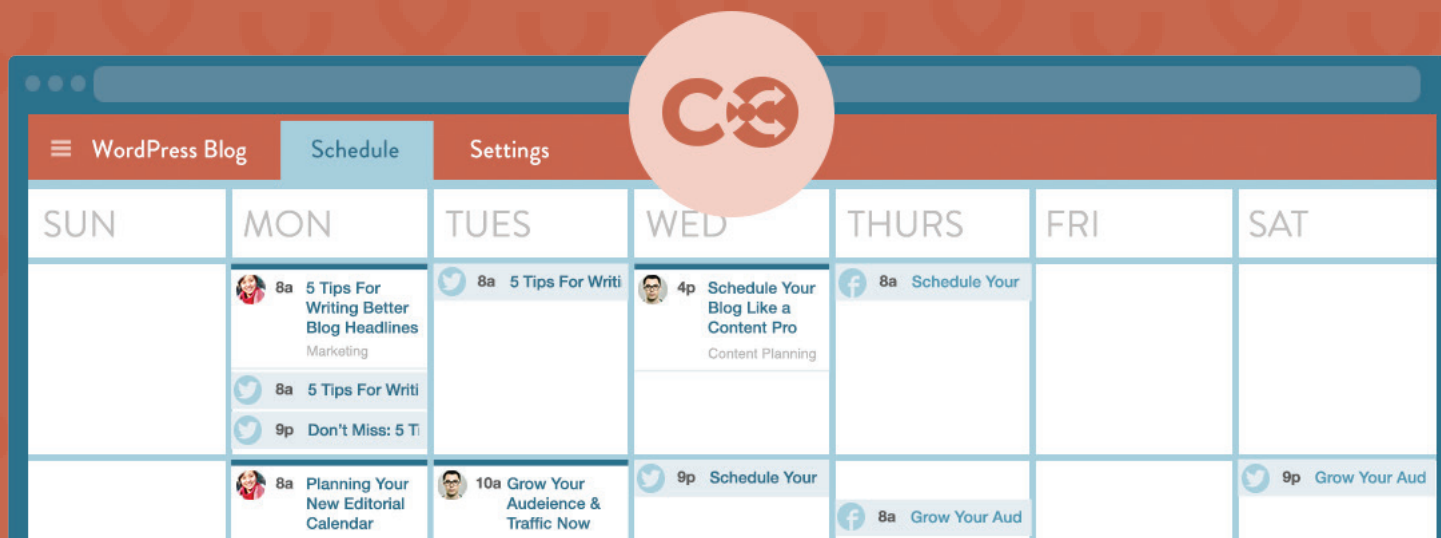 WordPress Blog
Schedule
Settings
SUN
MON
TUES
WED
THURS
FRI
SAT
8a 5 Tips For
Writing Better
Blog Headlines
Marketing
8a 5 Tips For Writi
9p Don't Miss: 5 Ti
8a 5 Tips For Writi
4p Schedule Your
Blog Like a
Content Pro
Content Planning
8a Schedule Your
8a Planning Your
New Editorial
Calendar
10a Grow Your
Audeience &
Traffic Now
9p Schedule Your
8a Grow Your Aud
9p Grow Your Aud